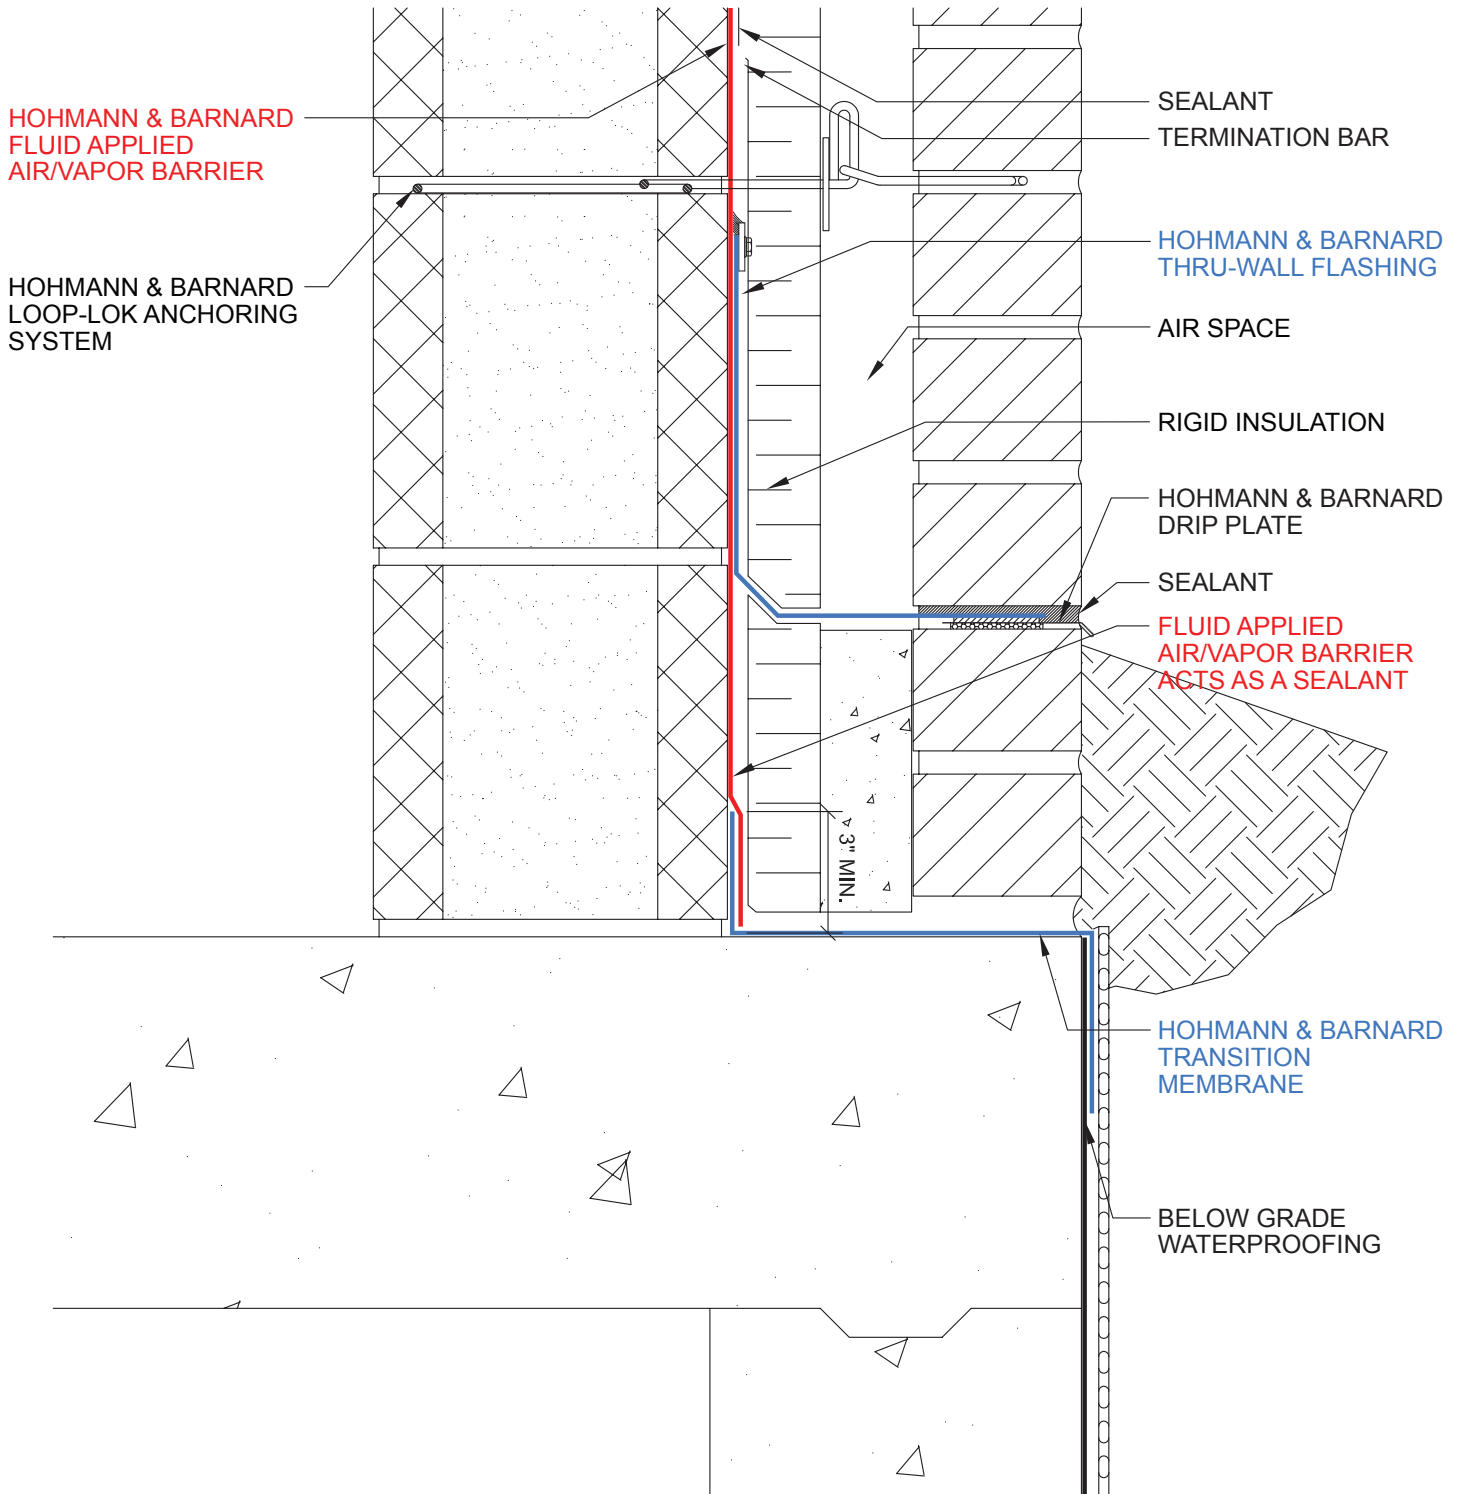 HOHMANN & BARNARD
FLUID APPLIED
AIR/VAPOR BARRIER
HOHMANN & BARNARD
LOOP-LOK ANCHORING
SYSTEM
SEALANT
TERMINATION BAR
HOHMANN & BARNARD
THRU-WALL FLASHING
AIR SPACE
RIGID INSULATION
HOHMANN & BARNARD
DRIP PLATE
SEALANT
FLUID APPLIED
AIR/VAPOR BARRIER
ACTS AS A SEALANT
3" MIN.
HOHMANN & BARNARD
TRANSITION
MEMBRANE
BELOW GRADE
WATERPROOFING